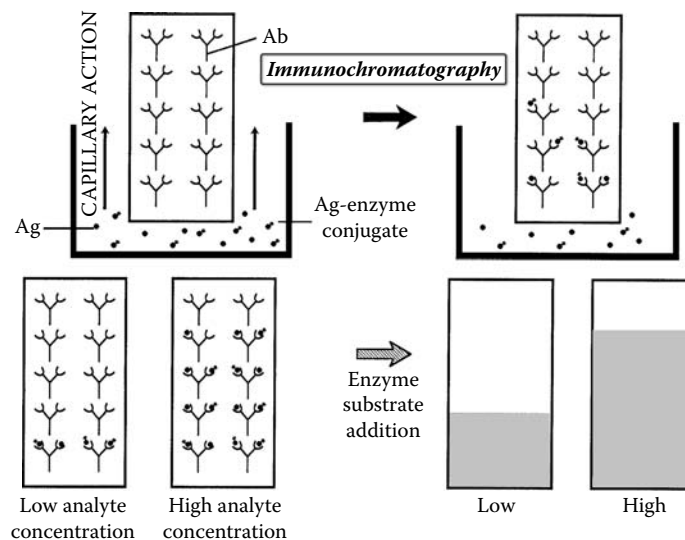 CAPILLARY ACTION
Ab
Immunochromatography
Ag
Ag-enzyme
conjugate
Enzyme
substrate
addition
Low analyte
concentration
High analyte
concentration
Low
High